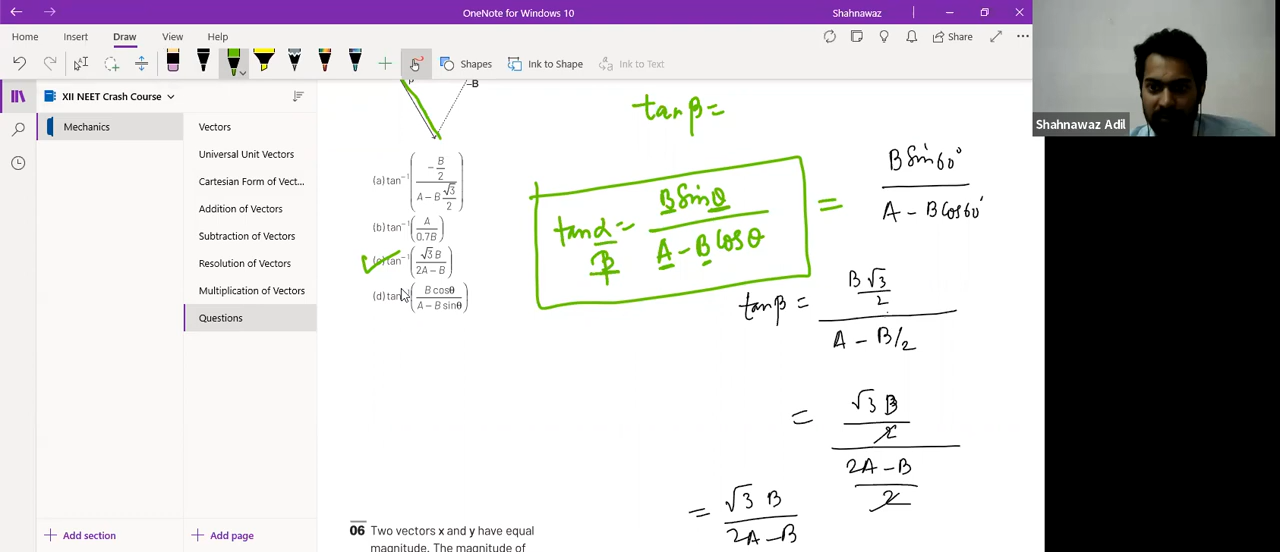 OneNote for Windows 10
Shahnawaz
Home Insert Draw View Help
Share
Shapes
Ink to Shape
Ink to Text
XII NEET Crash Course
Mechanics
Vectors
Universal Unit Vectors
Cartesian Form of Vect...
Addition of Vectors
Subtraction of Vectors
Resolution of Vectors
Multiplication of Vectors
Questions
Add section
Add page
–B
(a) tan⁻¹ ( (–B/2) / (A – B √3/2) )
(b) tan⁻¹ ( A / 0.7B )
(c) tan⁻¹ ( √3 B / 2A – B )
(d) tan ( B cosθ / A – B sinθ )
06 Two vectors x and y have equal
magnitude. The magnitude of
tan β =
tan α/β = B Sin θ / A – B Cos θ
= B Sin 60° / A – B Cos 60°
tan β = B √3/2 / A – B/2
= √3 B / 2 / 2A – B / 2
= √3 B / 2A – B
Shahnawaz Adil